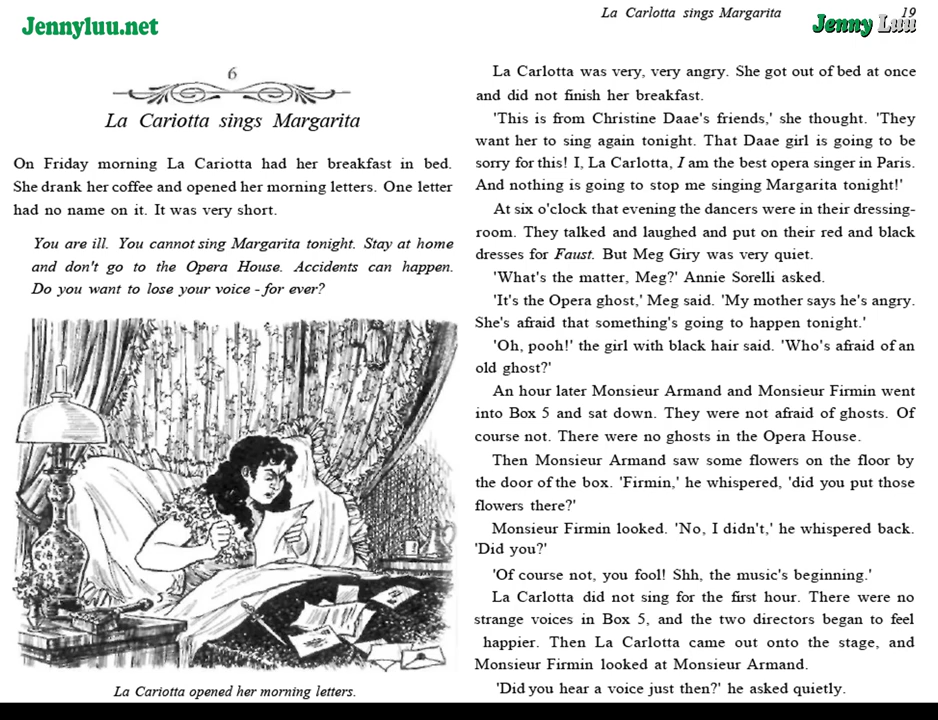 Jennyluu.net
6
La Cariotta sings Margarita
On Friday morning La Cariotta had her breakfast in bed.
She drank her coffee and opened her morning letters. One letter
had no name on it. It was very short.
You are ill. You cannot sing Margarita tonight. Stay at home
and don't go to the Opera House. Accidents can happen.
Do you want to lose your voice - for ever?
La Cariotta opened her morning letters.
La Carlotta sings Margarita 19
Jenny Luu
La Carlotta was very, very angry. She got out of bed at once
and did not finish her breakfast.
'This is from Christine Daae's friends,' she thought. 'They
want her to sing again tonight. That Daae girl is going to be
sorry for this! I, La Carlotta, I am the best opera singer in Paris.
And nothing is going to stop me singing Margarita tonight!'
At six o'clock that evening the dancers were in their dressing-
room. They talked and laughed and put on their red and black
dresses for Faust. But Meg Giry was very quiet.
'What's the matter, Meg?' Annie Sorelli asked.
'It's the Opera ghost,' Meg said. 'My mother says he's angry.
She's afraid that something's going to happen tonight.'
'Oh, pooh!' the girl with black hair said. 'Who's afraid of an
old ghost?'
An hour later Monsieur Armand and Monsieur Firmin went
into Box 5 and sat down. They were not afraid of ghosts. Of
course not. There were no ghosts in the Opera House.
Then Monsieur Armand saw some flowers on the floor by
the door of the box. 'Firmin,' he whispered, 'did you put those
flowers there?'
Monsieur Firmin looked. 'No, I didn't,' he whispered back.
'Did you?'
'Of course not, you fool! Shh, the music's beginning.'
La Carlotta did not sing for the first hour. There were no
strange voices in Box 5, and the two directors began to feel
happier. Then La Carlotta came out onto the stage, and
Monsieur Firmin looked at Monsieur Armand.
'Did you hear a voice just then?' he asked quietly.